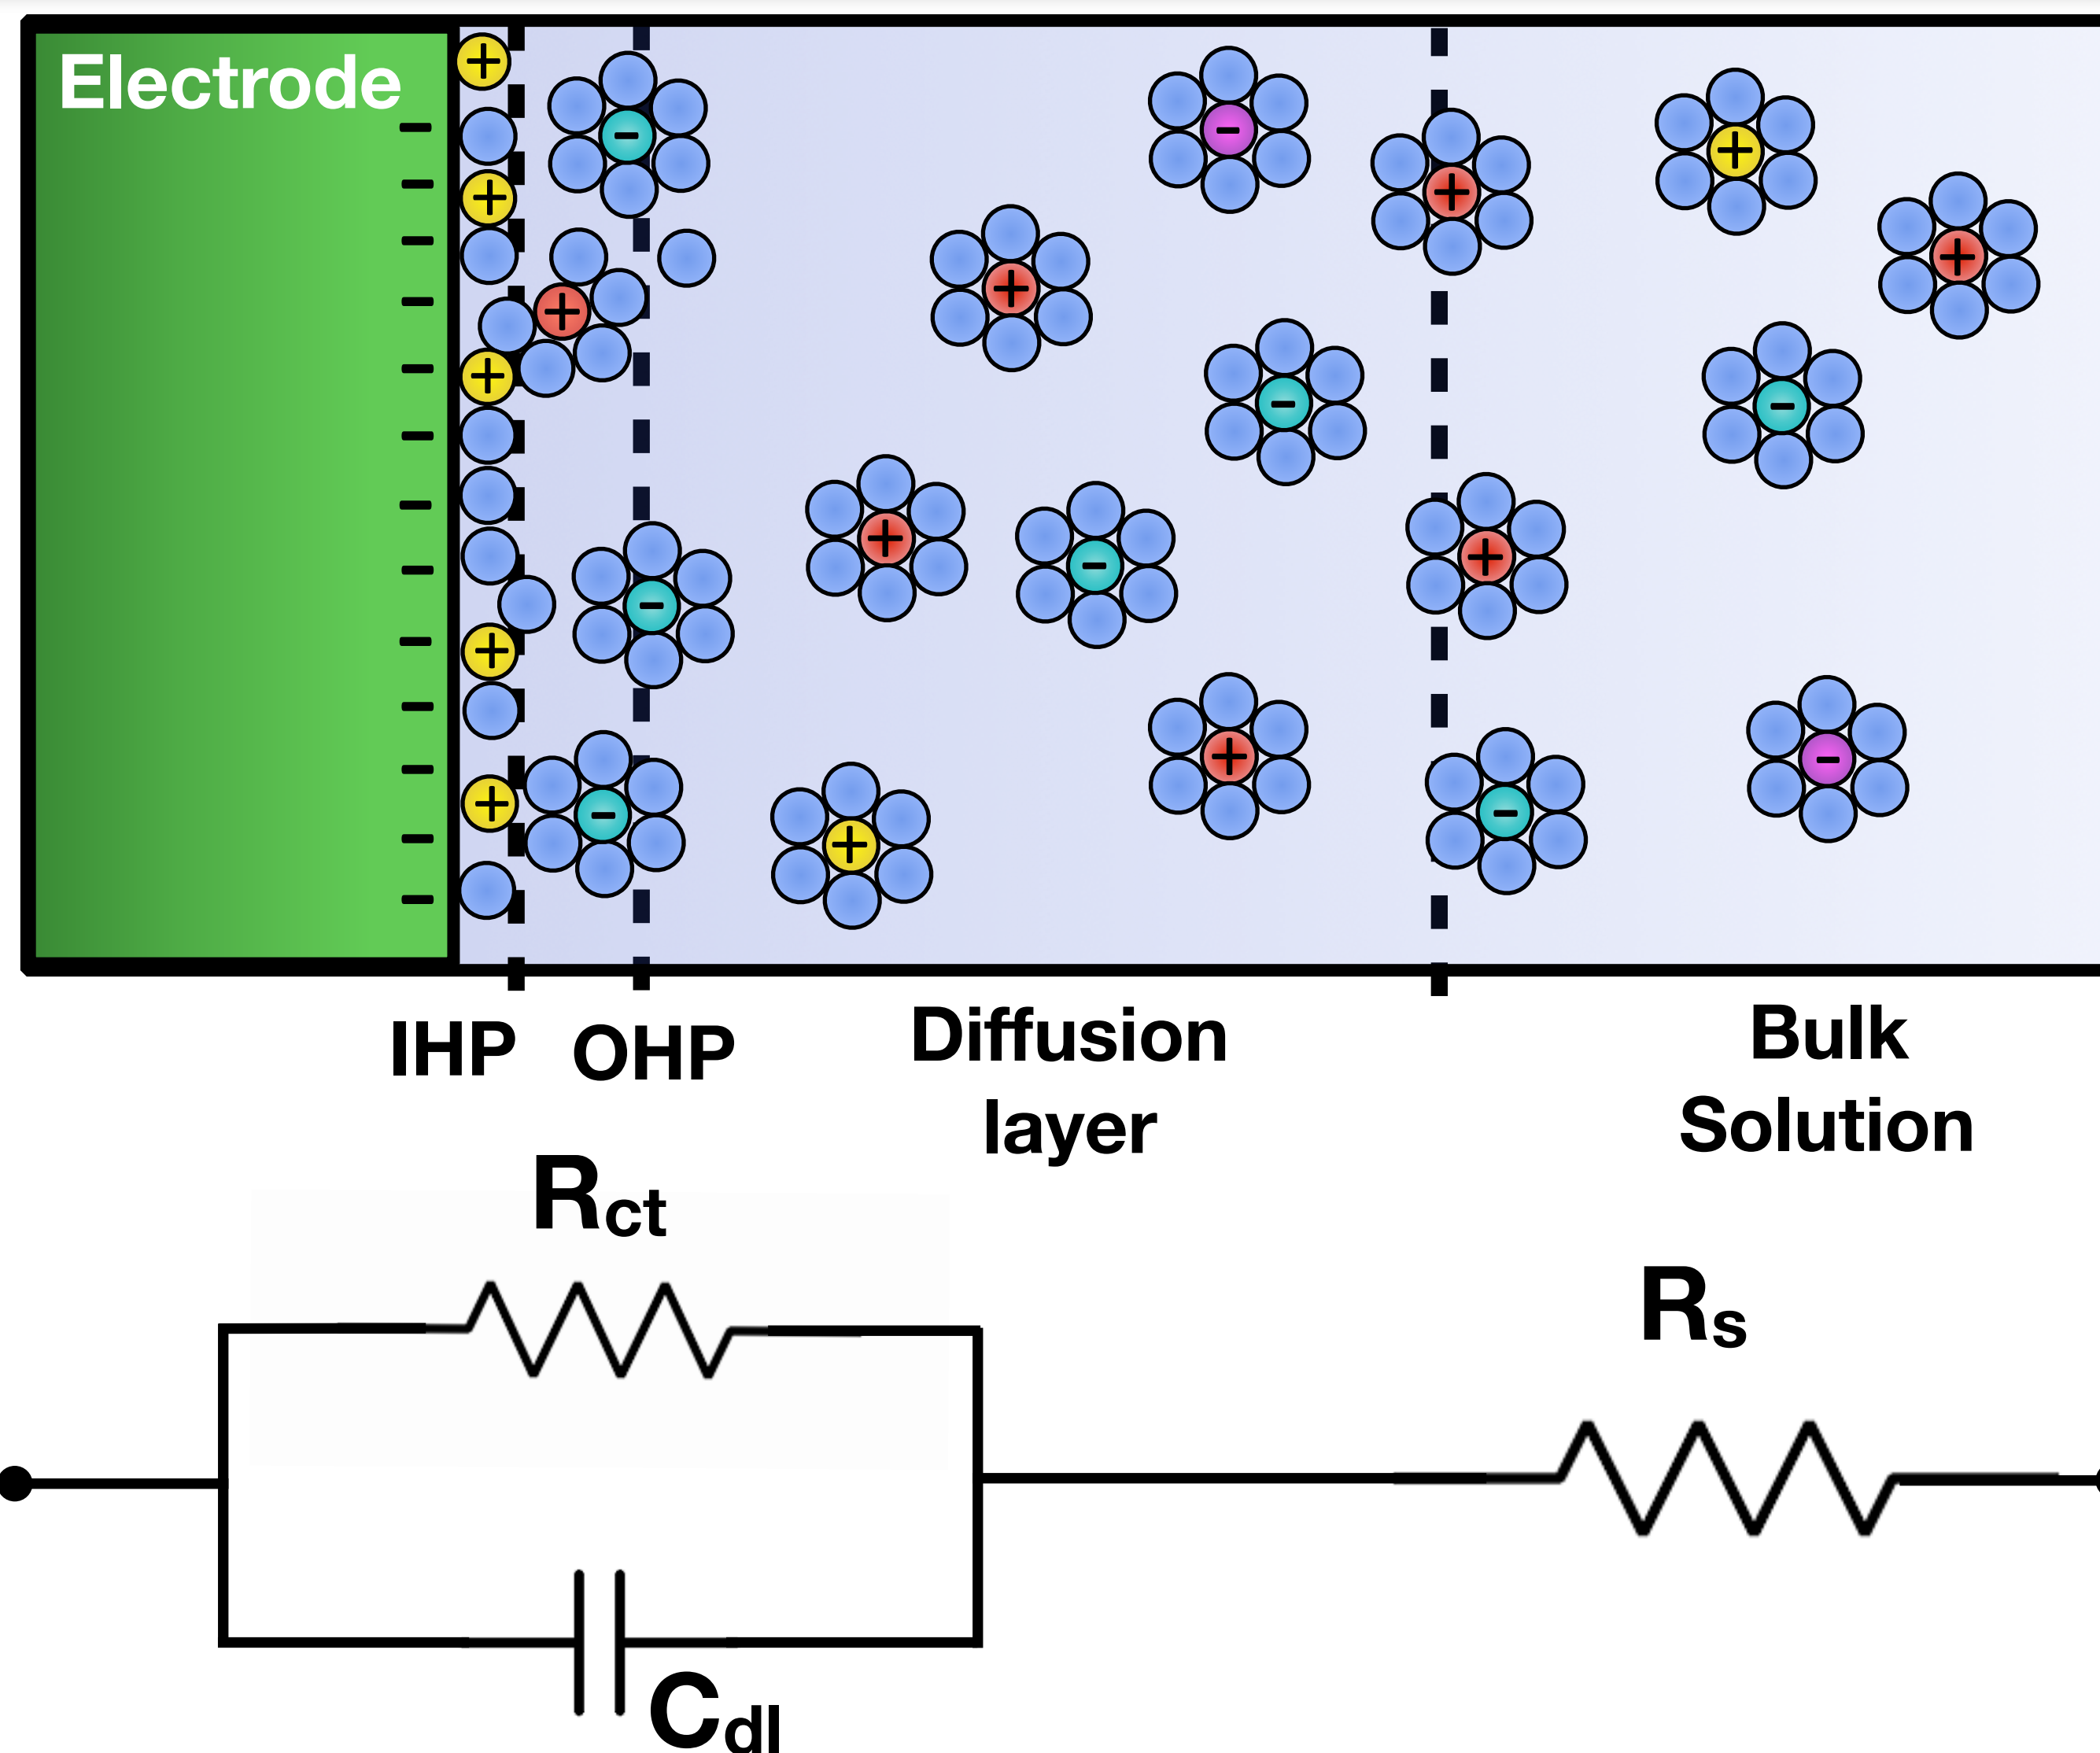 Electrode
IHP
OHP
Diffusion
layer
Bulk
Solution
Rct
Rs
Cdl